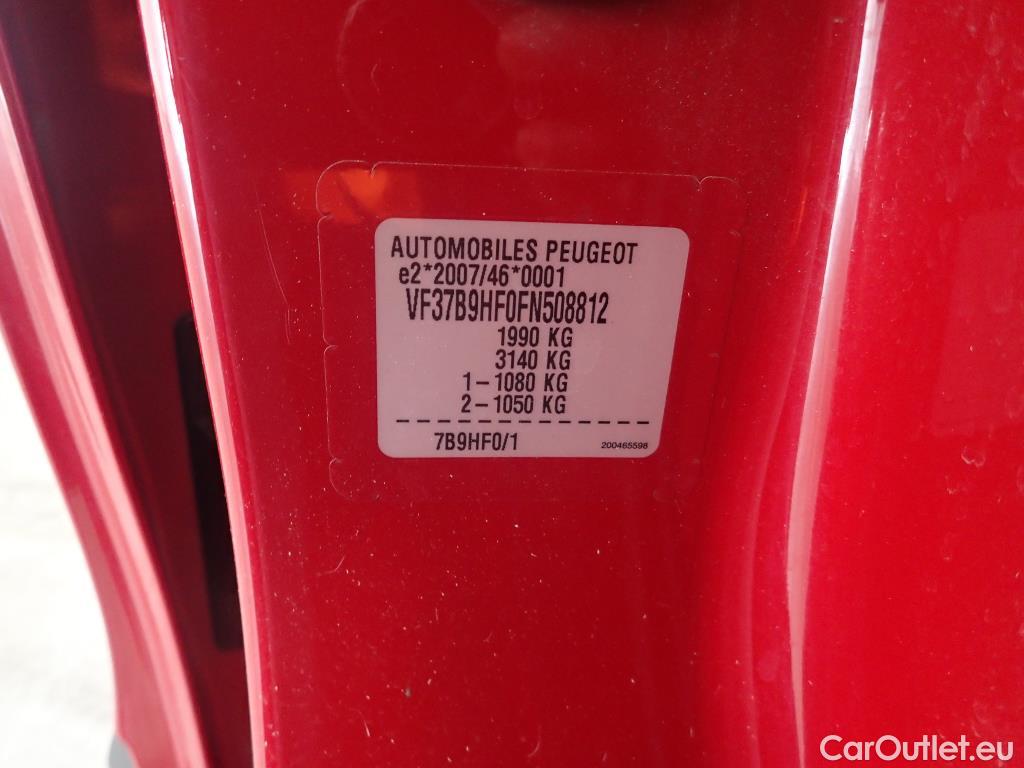 AUTOMOBILES PEUGEOT
e2*2007/46*0001
VF37B9HF0FN508812
1990 KG
3140 KG
1-1080 KG
2-1050 KG
7B9HF0/1 200465598
CarOutlet.eu